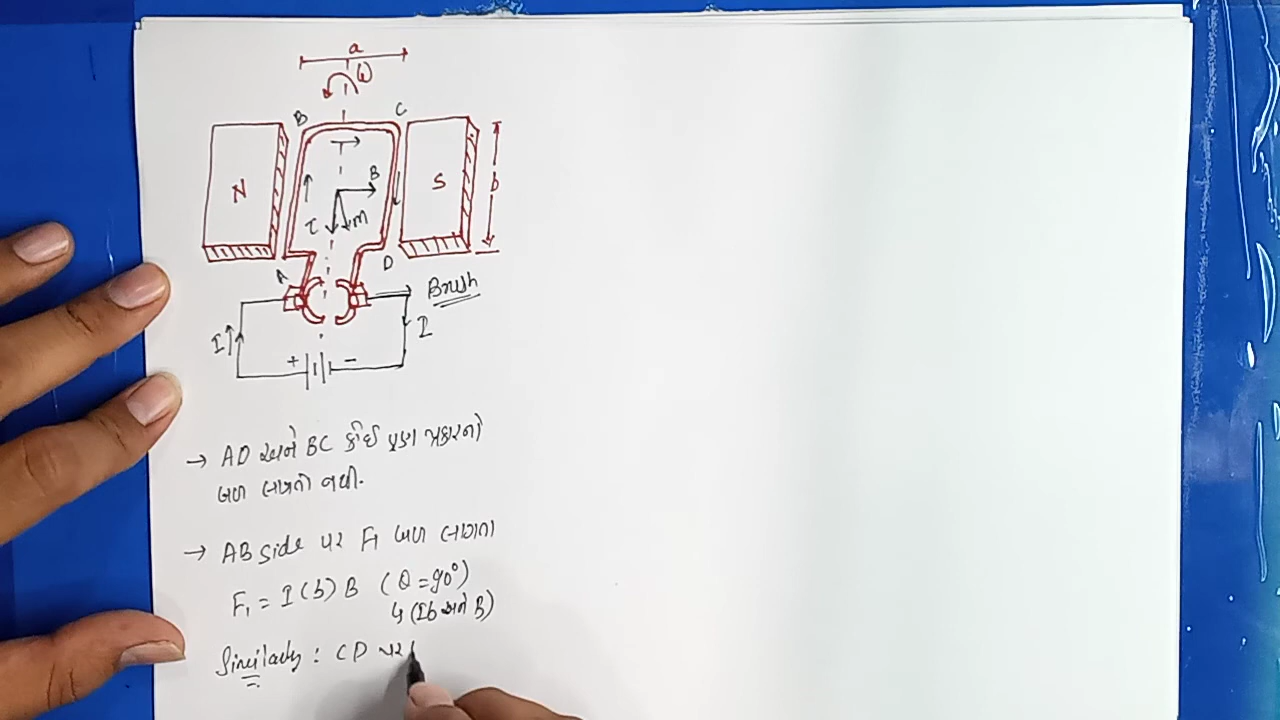 a
ω
B
C
N
B
S
b
τ
m
A
D
Brush
I
I
+
-
→ AD અને BC કોઈ પણ પ્રકારનો
બળ લાગતો નથી.
→ AB side પર F₁ બળ લાગતા
F₁ = I (b) B (θ = 90°)
↳ (Ib અને B)
Similarly : CD પર